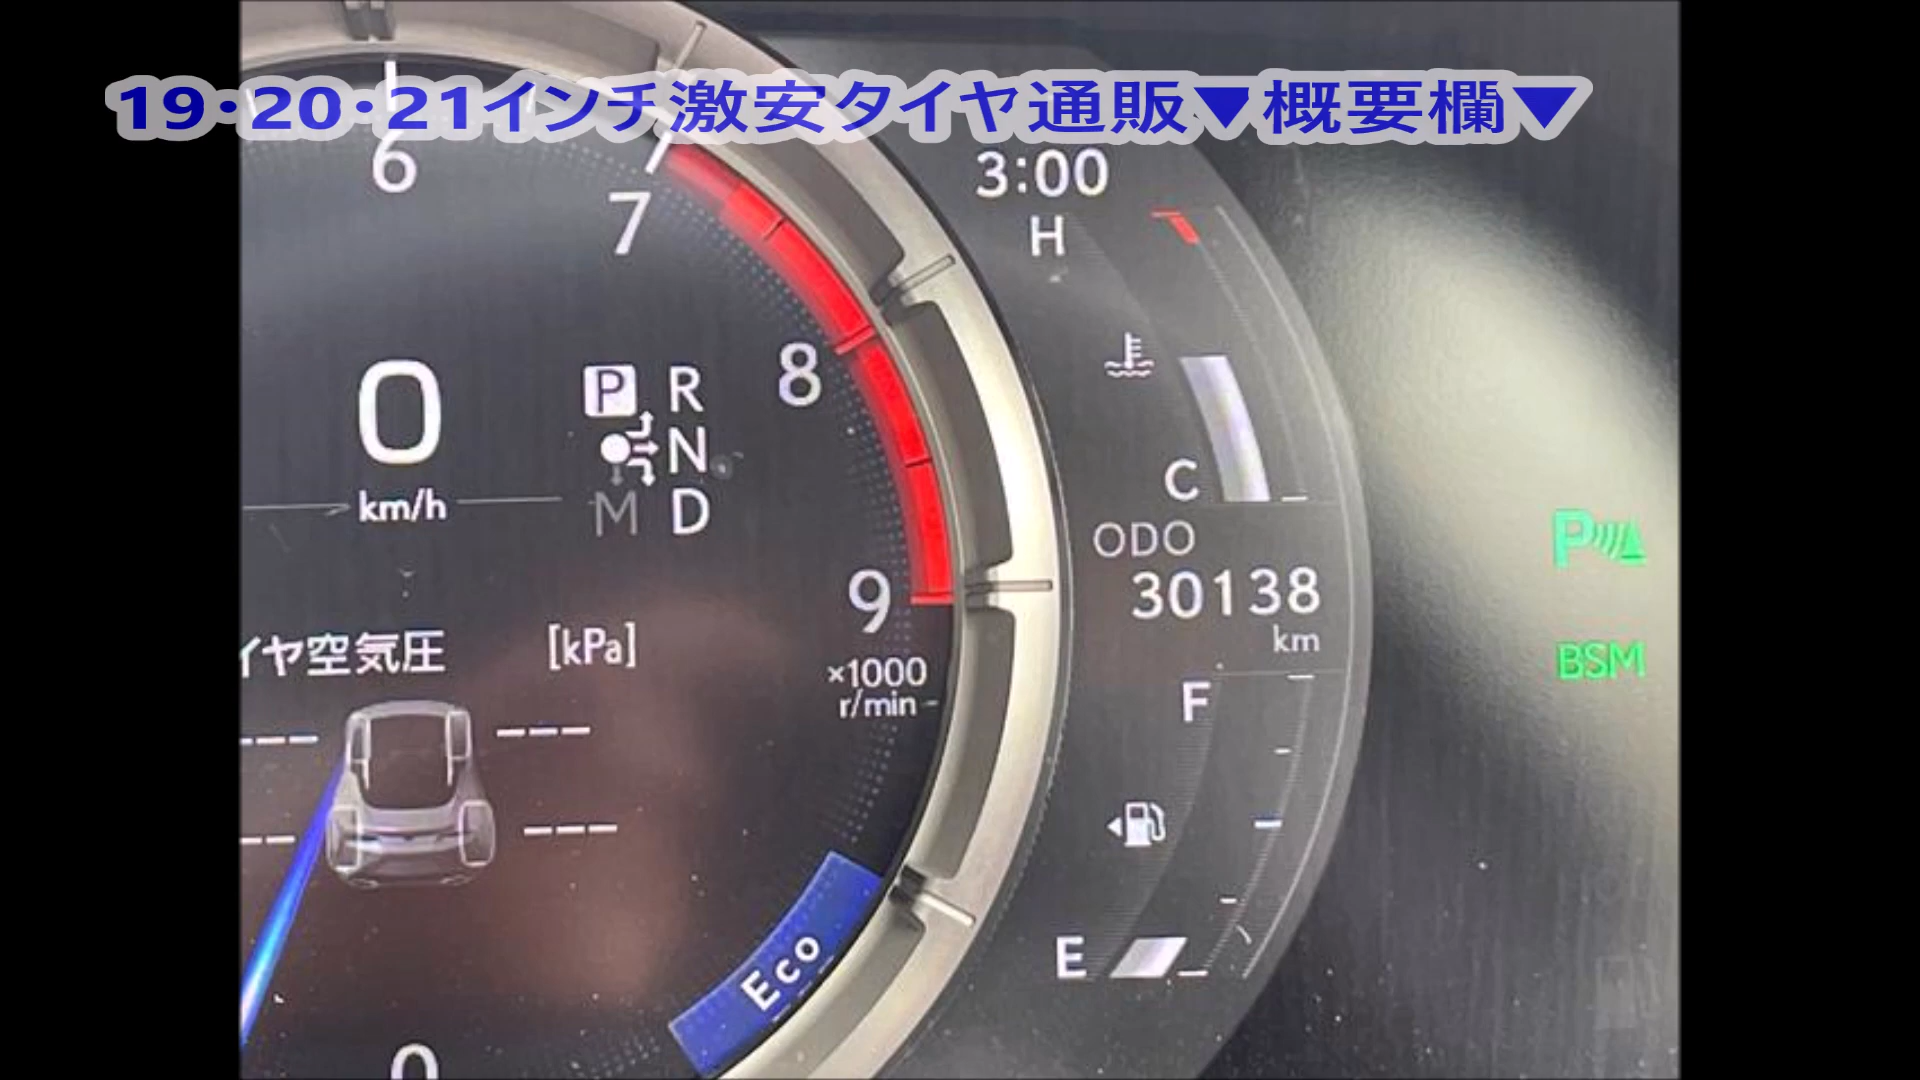 19･20･21インチ激安タイヤ通販▼概要欄▼
3:00
6
7
H
8
P R
0
N
C
km/h
M D
ODO
30138
km
9
イヤ空気圧 [kPa]
×1000
r/min
BSM
F
--- ---
-- ---
P
E
Eco
0